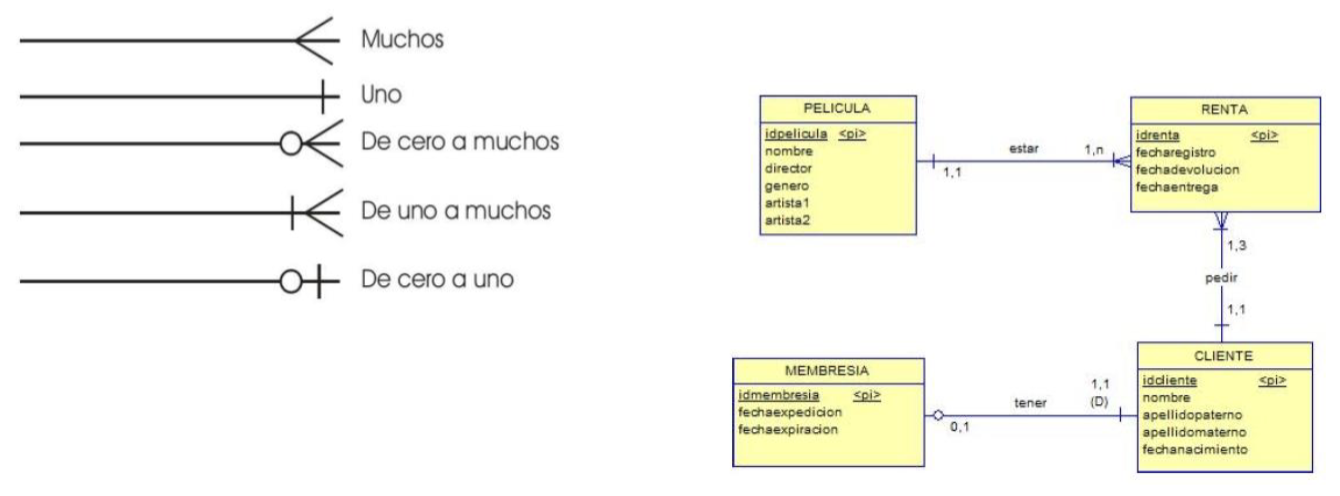 Muchos
Uno
De cero a muchos
De uno a muchos
De cero a uno
PELICULA
idpelicula <pi>
nombre
director
genero
artista1
artista2
estar
1,1
1,n
RENTA
idrenta <pi>
fecharegistro
fechadevolucion
fechaentrega
1,3
pedir
1,1
CLIENTE
idcliente <pi>
nombre
apellidopaterno
apellidomaterno
fechanacimiento
MEMBRESIA
idmembresia <pi>
fechaexpedicion
fechaexpiracion
0,1
tener
1,1
(D)